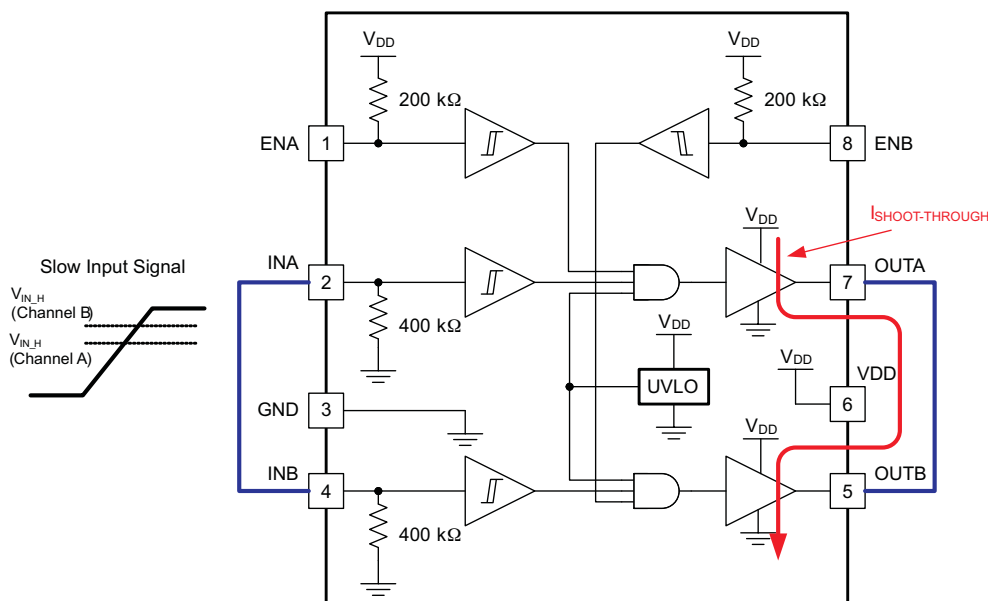 VDD
VDD
200 kΩ
200 kΩ
ENA
1
8
ENB
ISHOOT-THROUGH
VDD
Slow Input Signal
INA
2
7
OUTA
VIN_H
(Channel B)
VIN_H
(Channel A)
400 kΩ
VDD
VDD
VDD
UVLO
GND
3
6
VDD
INB
4
5
OUTB
400 kΩ